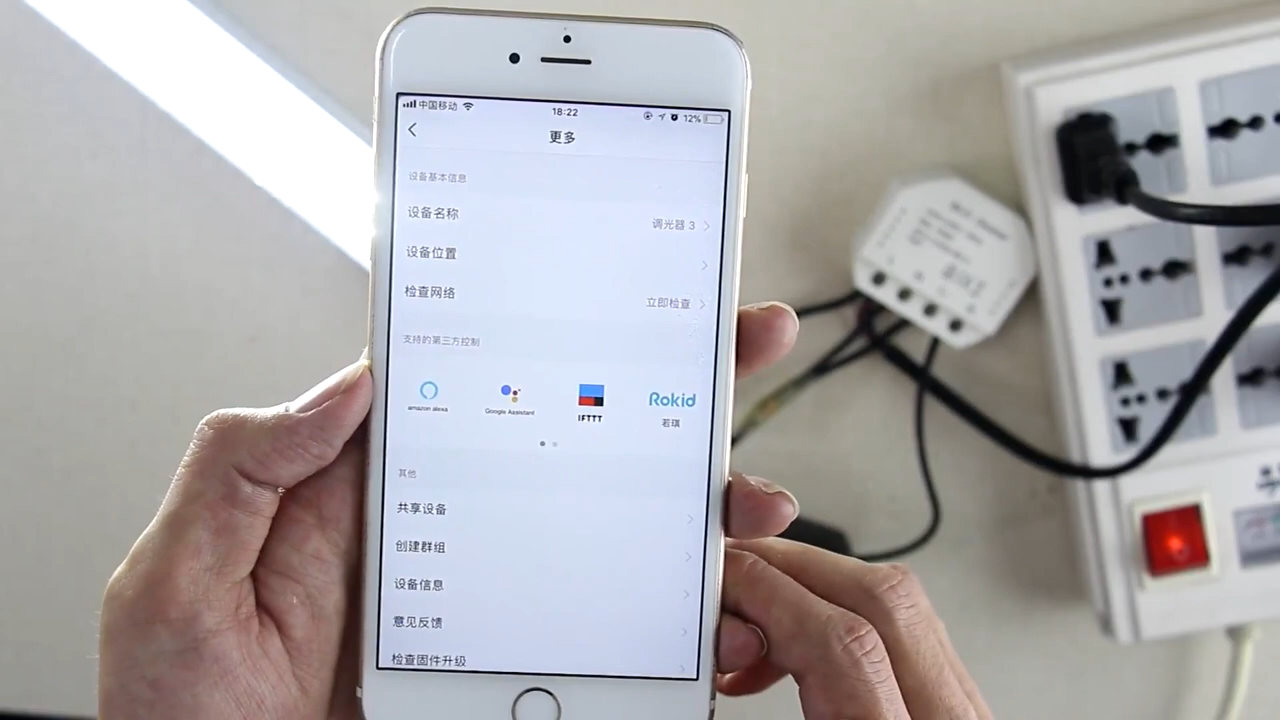 中国移动 18:22 12%
更多
设备基本信息
设备名称 调光器 3
设备位置
检查网络 立即检查
支持的第三方控制
amazon alexa Google Assistant IFTTT Rokid
若琪
其他
共享设备
创建群组
设备信息
意见反馈
检查固件升级